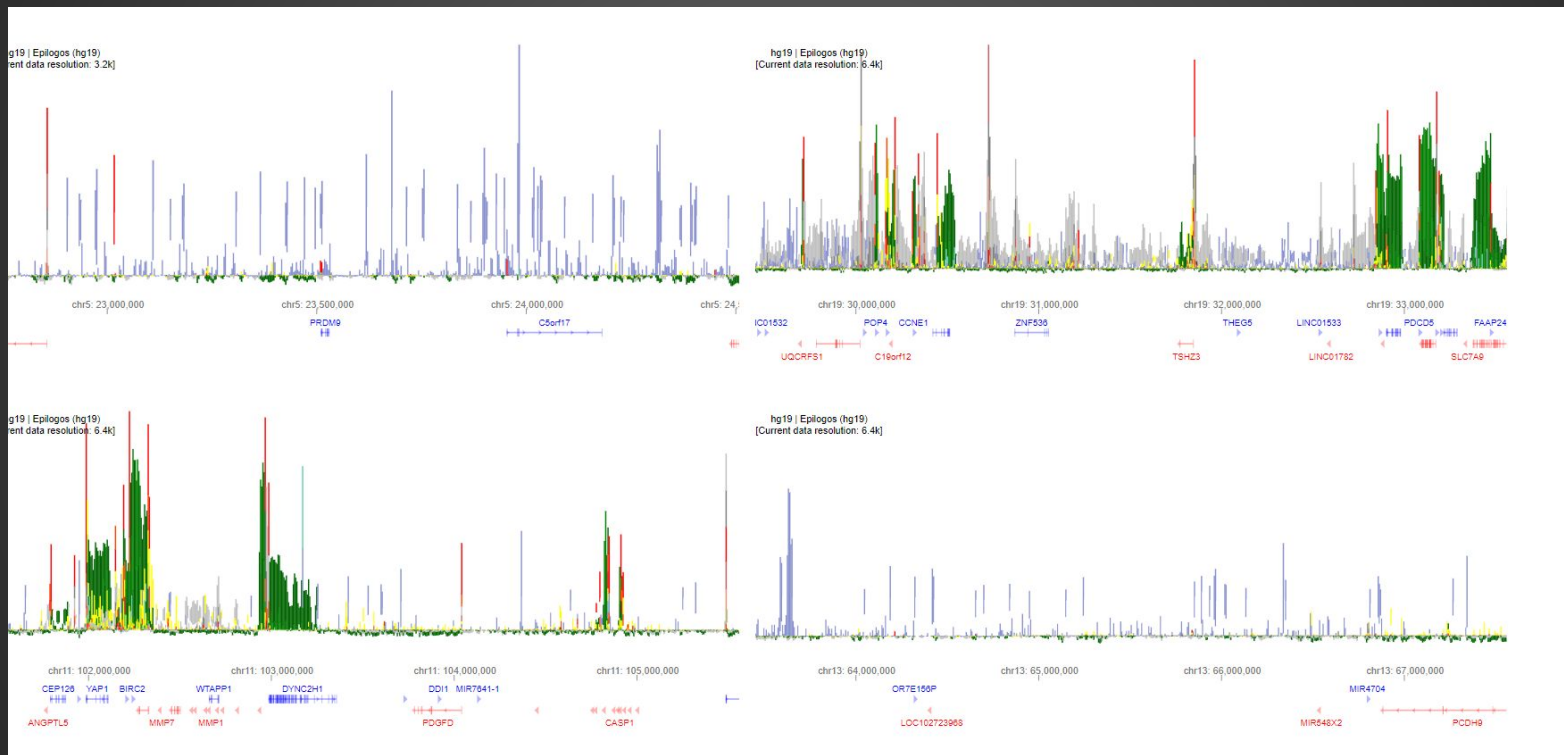 g19 | Epilogos (hg19)
rent data resolution: 3.2k]
chr5: 23,000,000 chr5: 23,500,000 chr5: 24,000,000 chr5: 24,
PRDM9 C5orf17
hg19 | Epilogos (hg19)
[Current data resolution: 6.4k]
chr19: 30,000,000 chr19: 31,000,000 chr19: 32,000,000 chr19: 33,000,000
IC01532 POP4 CCNE1 ZNF536 THEG5 LINC01533 PDCD5 FAAP24
UQCRFS1 C19orf12 TSHZ3 LINC01782 SLC7A9
g19 | Epilogos (hg19)
rent data resolution: 6.4k]
chr11: 102,000,000 chr11: 103,000,000 chr11: 104,000,000 chr11: 105,000,000
CEP126 YAP1 BIRC2 WTAPP1 DYNC2H1 DDI1 MIR7641-1
ANGPTL5 MMP7 MMP1 PDGFD CASP1
hg19 | Epilogos (hg19)
[Current data resolution: 6.4k]
chr13: 64,000,000 chr13: 65,000,000 chr13: 66,000,000 chr13: 67,000,000
OR7E156P MIR4704
LOC102723968 MIR548X2 PCDH9